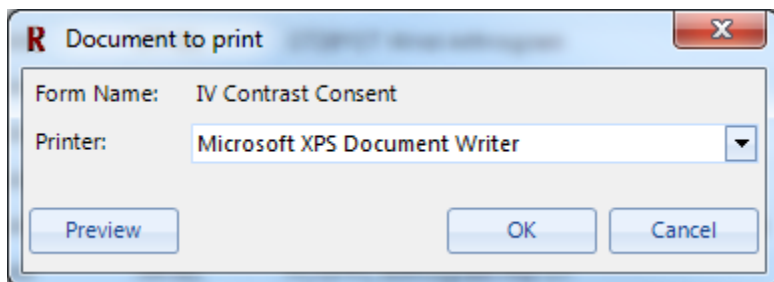 R Document to print
Form Name: IV Contrast Consent
Printer: Microsoft XPS Document Writer
Preview OK Cancel